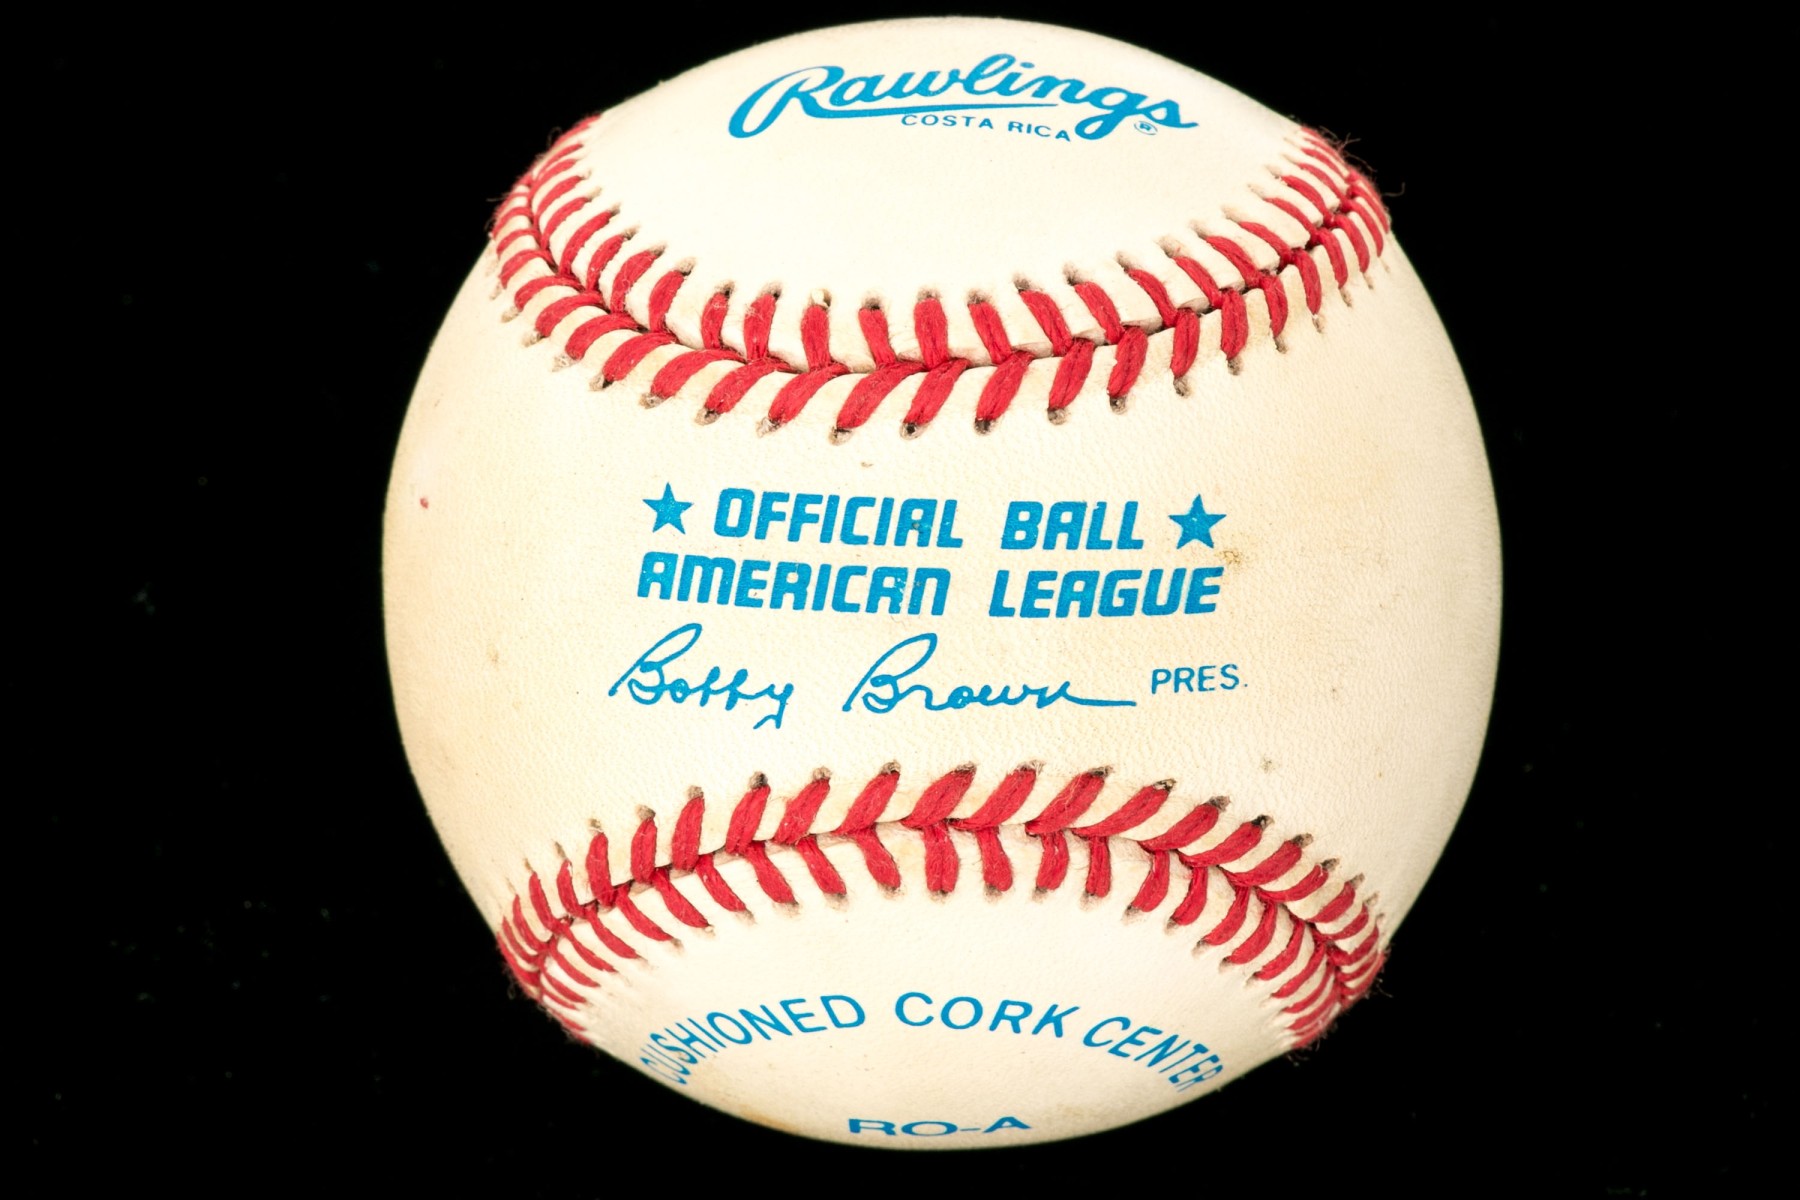 Rawlings ®
COSTA RICA
★ OFFICIAL BALL ★
AMERICAN LEAGUE
Bobby Brown PRES.
CUSHIONED CORK CENTER
RO-A